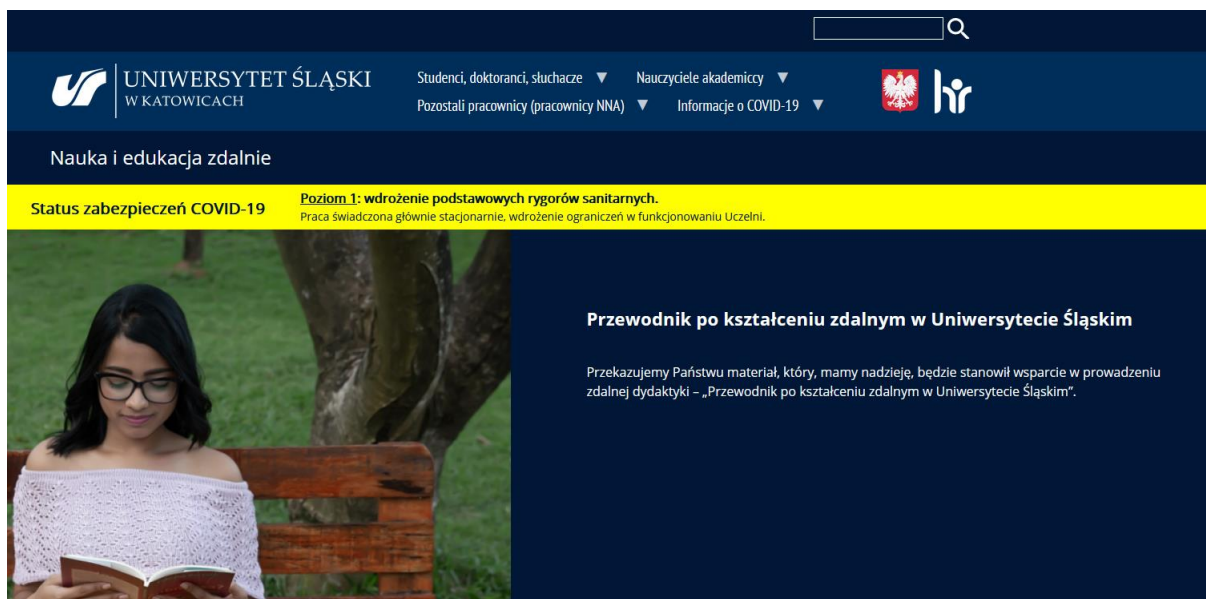 UNIWERSYTET ŚLĄSKI
W KATOWICACH
Studenci, doktoranci, słuchacze ▼ Nauczyciele akademiccy ▼
Pozostali pracownicy (pracownicy NNA) ▼ Informacje o COVID-19 ▼
hr
Nauka i edukacja zdalnie
Status zabezpieczeń COVID-19
Poziom 1: wdrożenie podstawowych rygorów sanitarnych.
Praca świadczona głównie stacjonarnie, wdrożenie ograniczeń w funkcjonowaniu Uczelni.
Przewodnik po kształceniu zdalnym w Uniwersytecie Śląskim
Przekazujemy Państwu materiał, który, mamy nadzieję, będzie stanowił wsparcie w prowadzeniu
zdalnej dydaktyki – „Przewodnik po kształceniu zdalnym w Uniwersytecie Śląskim”.